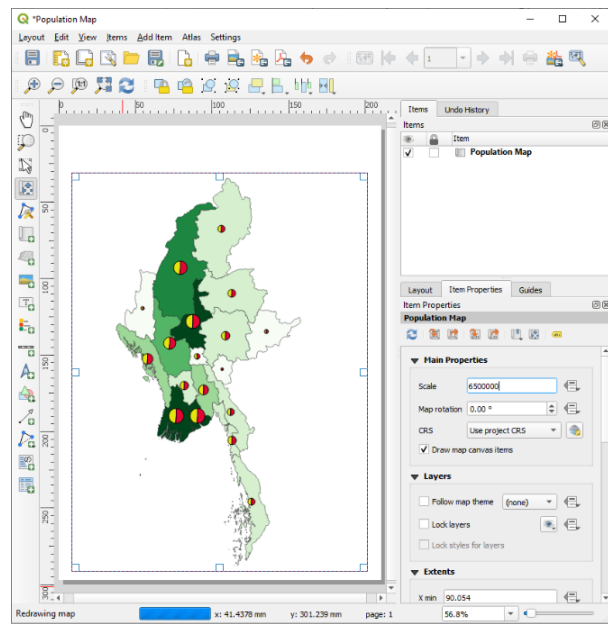 *Population Map
Layout Edit View Items Add Item Atlas Settings
1
0 50 100 150 200
0
50
100
150
200
250
300
Items Undo History
Items
Item
Population Map
Layout Item Properties Guides
Item Properties
Population Map
Main Properties
Scale 6500000
Map rotation 0.00 °
CRS Use project CRS
Draw map canvas items
Layers
Follow map theme (none)
Lock layers
Lock styles for layers
Extents
X min 90.054
Redrawing map x: 41.4378 mm y: 301.239 mm page: 1 56.8%